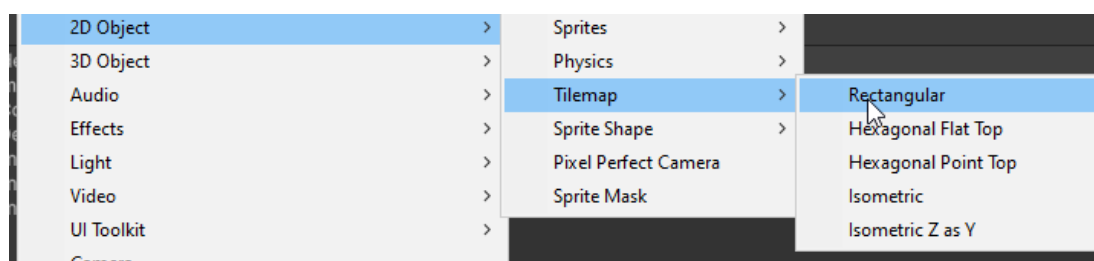 2D Object
3D Object
Audio
Effects
Light
Video
UI Toolkit
Sprites
Physics
Tilemap
Sprite Shape
Pixel Perfect Camera
Sprite Mask
Rectangular
Hexagonal Flat Top
Hexagonal Point Top
Isometric
Isometric Z as Y